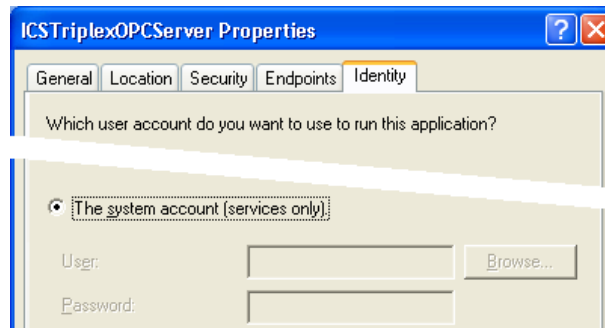 ICSTriplexOPCServer Properties
General Location Security Endpoints Identity
Which user account do you want to use to run this application?
The system account (services only).
User: Browse...
Password: